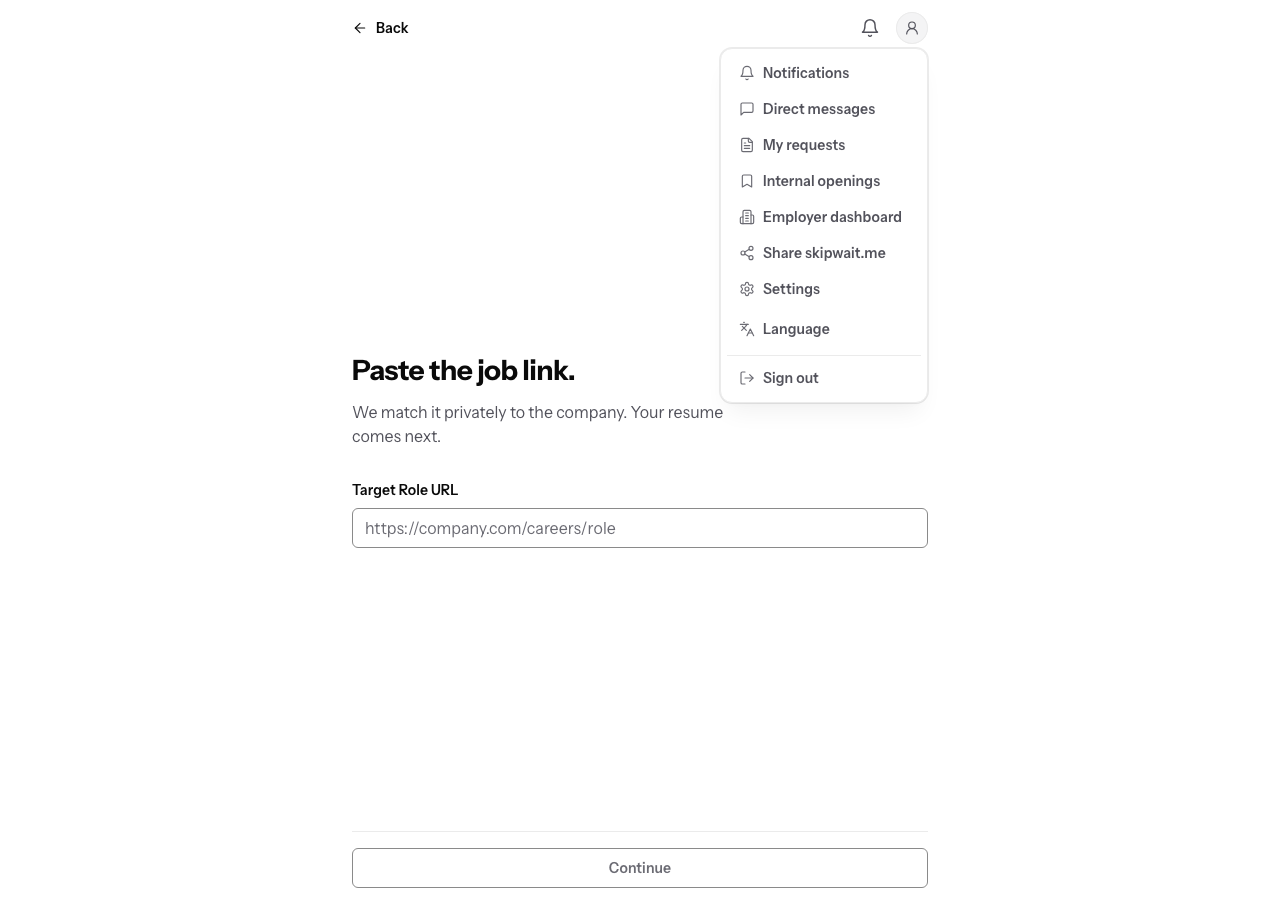 Back
Notifications
Direct messages
My requests
Internal openings
Employer dashboard
Share skipwait.me
Settings
Language
Sign out
Paste the job link.
We match it privately to the company. Your resume
comes next.
Target Role URL
https://company.com/careers/role
Continue